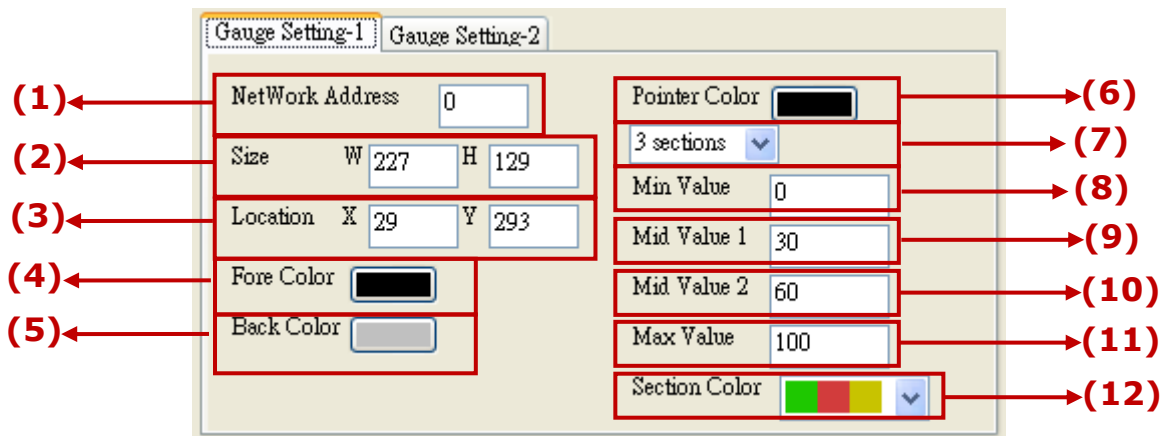 Gauge Setting-1 Gauge Setting-2
(1) NetWork Address 0
(2) Size W 227 H 129
(3) Location X 29 Y 293
(4) Fore Color
(5) Back Color
Pointer Color (6)
3 sections (7)
Min Value 0 (8)
Mid Value 1 30 (9)
Mid Value 2 60 (10)
Max Value 100 (11)
Section Color (12)